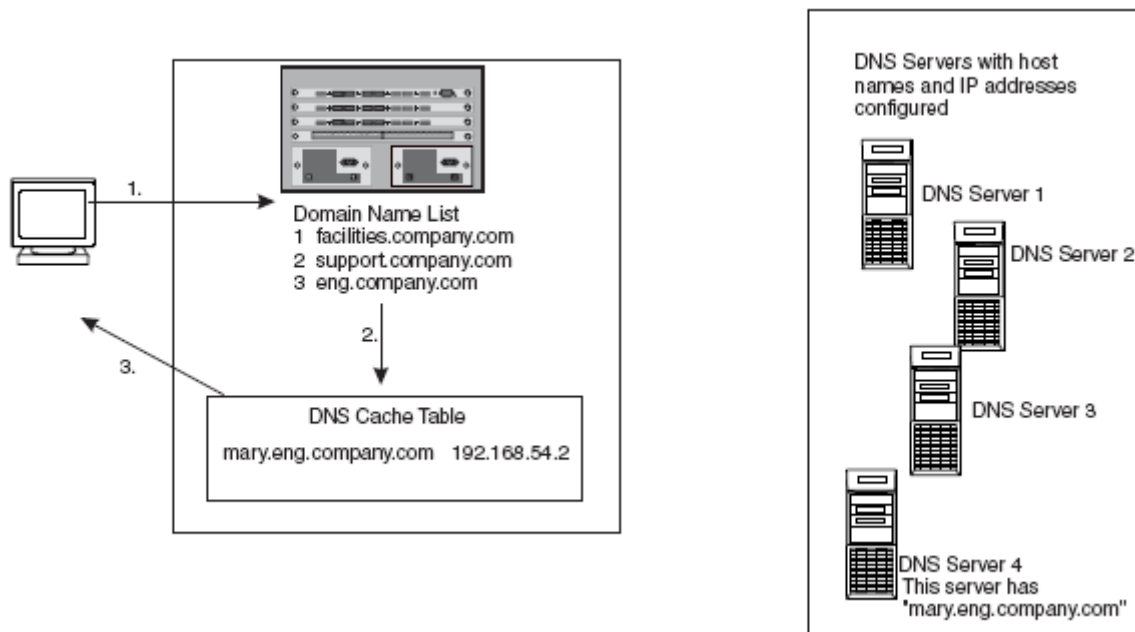 1.
Domain Name List
1 facilities.company.com
2 support.company.com
3 eng.company.com
2.
3.
DNS Cache Table
mary.eng.company.com 192.168.54.2
DNS Servers with host
names and IP addresses
configured
DNS Server 1
DNS Server 2
DNS Server 3
DNS Server 4
This server has
"mary.eng.company.com"